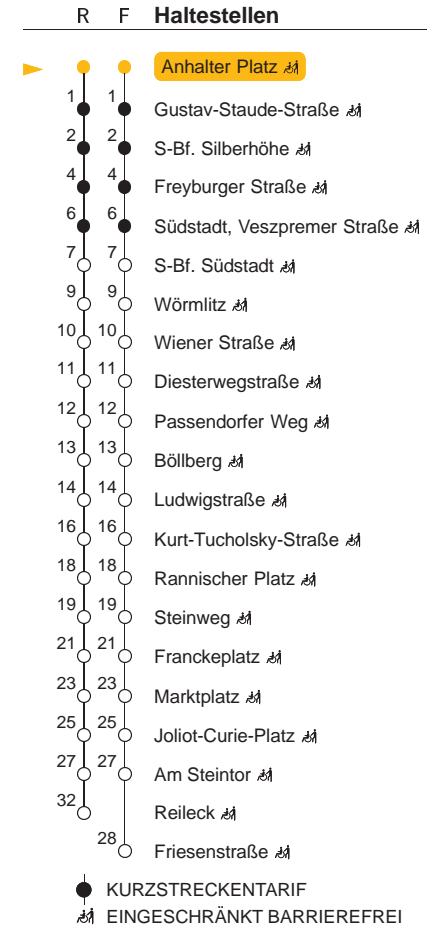 R F Haltestellen
Anhalter Platz
1 1 Gustav-Staude-Straße
2 2 S-Bf. Silberhöhe
4 4 Freyburger Straße
6 6 Südstadt, Veszpremer Straße
7 7 S-Bf. Südstadt
9 9 Wörmlitz
10 10 Wiener Straße
11 11 Diesterwegstraße
12 12 Passendorfer Weg
13 13 Böllberg
14 14 Ludwigstraße
16 16 Kurt-Tucholsky-Straße
18 18 Rannischer Platz
19 19 Steinweg
21 21 Franckeplatz
23 23 Marktplatz
25 25 Joliot-Curie-Platz
27 27 Am Steintor
32 Reileck
28 Friesenstraße
KURZSTRECKENTARIF
EINGESCHRÄNKT BARRIEREFREI